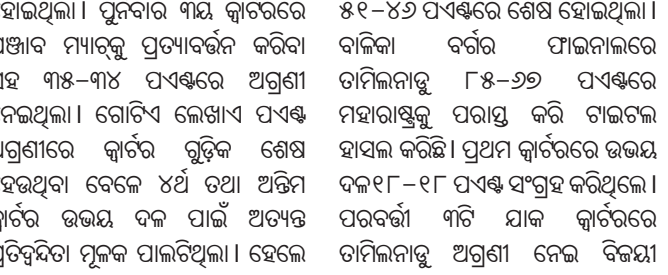 ହୋଇଥିଲା। ପୁନବାର ୩ୟ କ୍ୱାର୍ଟରରେ
ପଞ୍ଜାବ ମ୍ୟାଚ୍‌କୁ ପ୍ରତ୍ୟାବର୍ତ୍ତନ କରିବା
ସହ ୩୫–୩୪ ପଏଣ୍ଟରେ ଅଗ୍ରଣୀ
ନେଇଥିଲା। ଗୋଟିଏ ଲେଖାଏ ପଏଣ୍ଟ
ଅଗ୍ରଣୀରେ କ୍ୱାର୍ଟର ଗୁଡ଼ିକ ଶେଷ
ହେଉଥିବା ବେଳେ ୪ର୍ଥ ତଥା ଅନ୍ତିମ
କ୍ୱାର୍ଟର ଉଭୟ ଦଳ ପାଇଁ ଅତ୍ୟନ୍ତ
ପ୍ରତିଦ୍ୱନ୍ଦିତା ମୂଳକ ପାଲଟିଥିଲା। ହେଲେ
୫୧–୪୬ ପଏଣ୍ଟରେ ଶେଷ ହୋଇଥିଲା।
ବାଳିକା ବର୍ଗର ଫାଇନାଲରେ
ତାମିଲନାଡୁ ୮୫–୬୭ ପଏଣ୍ଟରେ
ମହାରାଷ୍ଟ୍ରକୁ ପରାସ୍ତ କରି ଟାଇଟଲ
ହାସଲ କରିଛି। ପ୍ରଥମ କ୍ୱାର୍ଟରରେ ଉଭୟ
ଦଳ ୧୮–୧୮ ପଏଣ୍ଟ ସଂଗ୍ରହ କରିଥିଲେ।
ପରବର୍ତ୍ତୀ ୩ଟି ଯାକ କ୍ୱାର୍ଟରରେ
ତାମିଲନାଡୁ ଅଗ୍ରଣୀ ନେଇ ବିଜୟୀ